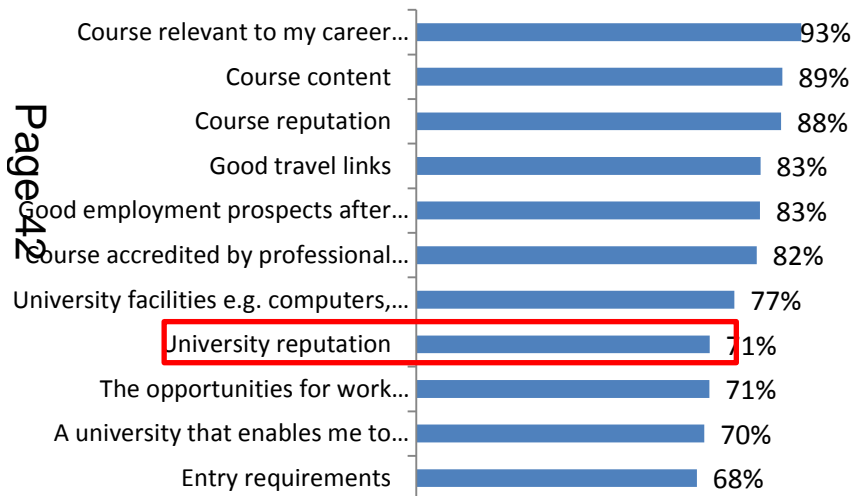 Course relevant to my career... 93%
Course content 89%
Course reputation 88%
Good travel links 83%
Good employment prospects after... 83%
Course accredited by professional... 82%
University facilities e.g. computers,... 77%
University reputation 71%
The opportunities for work... 71%
A university that enables me to... 70%
Entry requirements 68%
Page 42